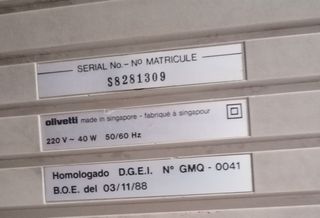 SERIAL No.- Nº MATRICULE
S8281309
olivetti made in singapore - fabriqué à singapour
220 V ~ 40 W 50/60 Hz
Homologado D.G.E.I. Nº GMQ - 0041
B.O.E. del 03/11/88